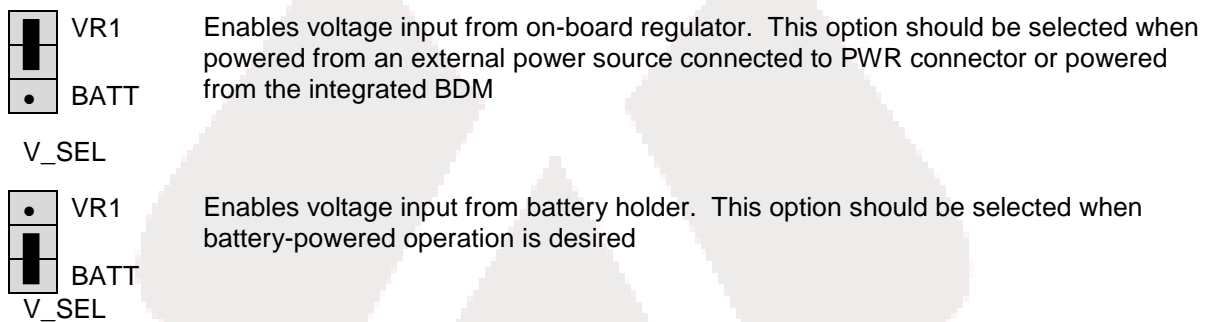 VR1
Enables voltage input from on-board regulator.  This option should be selected when
powered from an external power source connected to PWR connector or powered
from the integrated BDM
BATT
V_SEL
VR1
Enables voltage input from battery holder.  This option should be selected when
battery-powered operation is desired
BATT
V_SEL